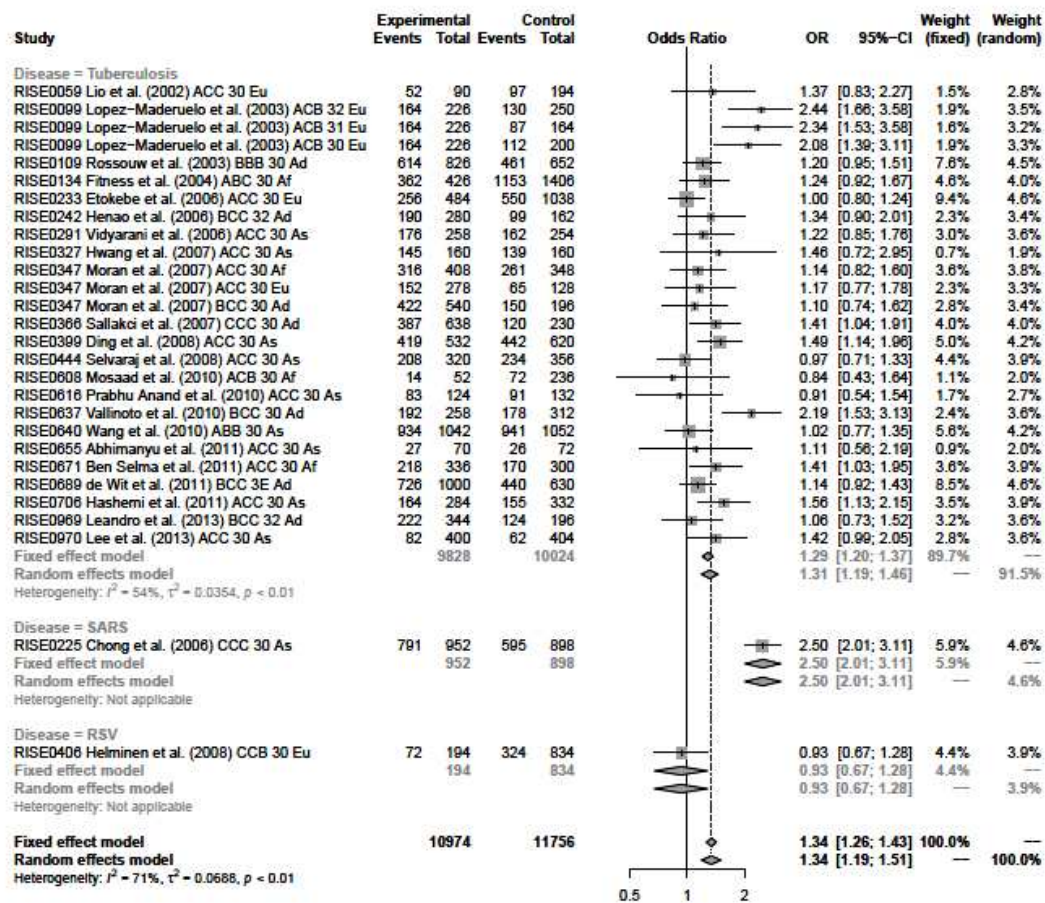 Experimental Control Weight Weight
Study Events Total Events Total Odds Ratio OR 95%-CI (fixed) (random)
Disease = Tuberculosis
RISE0059 Lio et al. (2002) ACC 30 Eu 52 90 97 194 1.37 [0.83; 2.27] 1.5% 2.8%
RISE0099 Lopez-Maderuelo et al. (2003) ACB 32 Eu 164 226 130 250 2.44 [1.66; 3.58] 1.9% 3.5%
RISE0099 Lopez-Maderuelo et al. (2003) ACB 31 Eu 164 226 87 164 2.34 [1.53; 3.58] 1.6% 3.2%
RISE0099 Lopez-Maderuelo et al. (2003) ACB 30 Eu 164 226 112 200 2.08 [1.39; 3.11] 1.9% 3.3%
RISE0109 Rossouw et al. (2003) BBB 30 Ad 614 826 461 652 1.20 [0.95; 1.51] 7.6% 4.5%
RISE0134 Fitness et al. (2004) ABC 30 Af 362 426 1153 1406 1.24 [0.92; 1.67] 4.6% 4.0%
RISE0233 Etokebe et al. (2006) ACC 30 Eu 256 484 550 1038 1.00 [0.80; 1.24] 9.4% 4.6%
RISE0242 Henao et al. (2006) BCC 32 Ad 190 280 99 162 1.34 [0.90; 2.01] 2.3% 3.4%
RISE0291 Vidyarani et al. (2006) ACC 30 As 176 258 162 254 1.22 [0.85; 1.76] 3.0% 3.6%
RISE0327 Hwang et al. (2007) ACC 30 As 145 160 139 160 1.46 [0.72; 2.95] 0.7% 1.9%
RISE0347 Moran et al. (2007) ACC 30 Af 316 408 261 348 1.14 [0.82; 1.60] 3.6% 3.8%
RISE0347 Moran et al. (2007) ACC 30 Eu 152 278 65 128 1.17 [0.77; 1.78] 2.3% 3.3%
RISE0347 Moran et al. (2007) BCC 30 Ad 422 540 150 196 1.10 [0.74; 1.62] 2.8% 3.4%
RISE0366 Sallakci et al. (2007) CCC 30 Ad 387 638 120 230 1.41 [1.04; 1.91] 4.0% 4.0%
RISE0399 Ding et al. (2008) ACC 30 As 419 532 442 620 1.49 [1.14; 1.96] 5.0% 4.2%
RISE0444 Selvaraj et al. (2008) ACC 30 As 208 320 234 356 0.97 [0.71; 1.33] 4.4% 3.9%
RISE0608 Mosaad et al. (2010) ACB 30 Af 14 52 72 236 0.84 [0.43; 1.64] 1.1% 2.0%
RISE0616 Prabhu Anand et al. (2010) ACC 30 As 83 124 91 132 0.91 [0.54; 1.54] 1.7% 2.7%
RISE0637 Vallinoto et al. (2010) BCC 30 Ad 192 258 178 312 2.19 [1.53; 3.13] 2.4% 3.6%
RISE0640 Wang et al. (2010) ABB 30 As 934 1042 941 1052 1.02 [0.77; 1.35] 5.6% 4.2%
RISE0655 Abhimanyu et al. (2011) ACC 30 As 27 70 26 72 1.11 [0.56; 2.19] 0.9% 2.0%
RISE0671 Ben Selma et al. (2011) ACC 30 Af 218 336 170 300 1.41 [1.03; 1.95] 3.6% 3.9%
RISE0689 de Wit et al. (2011) BCC 3E Ad 726 1000 440 630 1.14 [0.92; 1.43] 8.5% 4.6%
RISE0706 Hashemi et al. (2011) ACC 30 As 164 284 155 332 1.56 [1.13; 2.15] 3.5% 3.9%
RISE0969 Leandro et al. (2013) BCC 32 Ad 222 344 124 196 1.06 [0.73; 1.52] 3.2% 3.6%
RISE0970 Lee et al. (2013) ACC 30 As 82 400 62 404 1.42 [0.99; 2.05] 2.8% 3.6%
Fixed effect model 9828 10024 1.29 [1.20; 1.37] 89.7% --
Random effects model 1.31 [1.19; 1.46] -- 91.5%
Heterogeneity: I² = 54%, τ² = 0.0354, p < 0.01
Disease = SARS
RISE0225 Chong et al. (2006) CCC 30 As 791 952 595 898 2.50 [2.01; 3.11] 5.9% 4.6%
Fixed effect model 952 898 2.50 [2.01; 3.11] 5.9% --
Random effects model 2.50 [2.01; 3.11] -- 4.6%
Heterogeneity: Not applicable
Disease = RSV
RISE0406 Helminen et al. (2008) CCB 30 Eu 72 194 324 834 0.93 [0.67; 1.28] 4.4% 3.9%
Fixed effect model 194 834 0.93 [0.67; 1.28] 4.4% --
Random effects model 0.93 [0.67; 1.28] -- 3.9%
Heterogeneity: Not applicable
Fixed effect model 10974 11756 1.34 [1.26; 1.43] 100.0% --
Random effects model 1.34 [1.19; 1.51] -- 100.0%
Heterogeneity: I² = 71%, τ² = 0.0688, p < 0.01
0.5 1 2